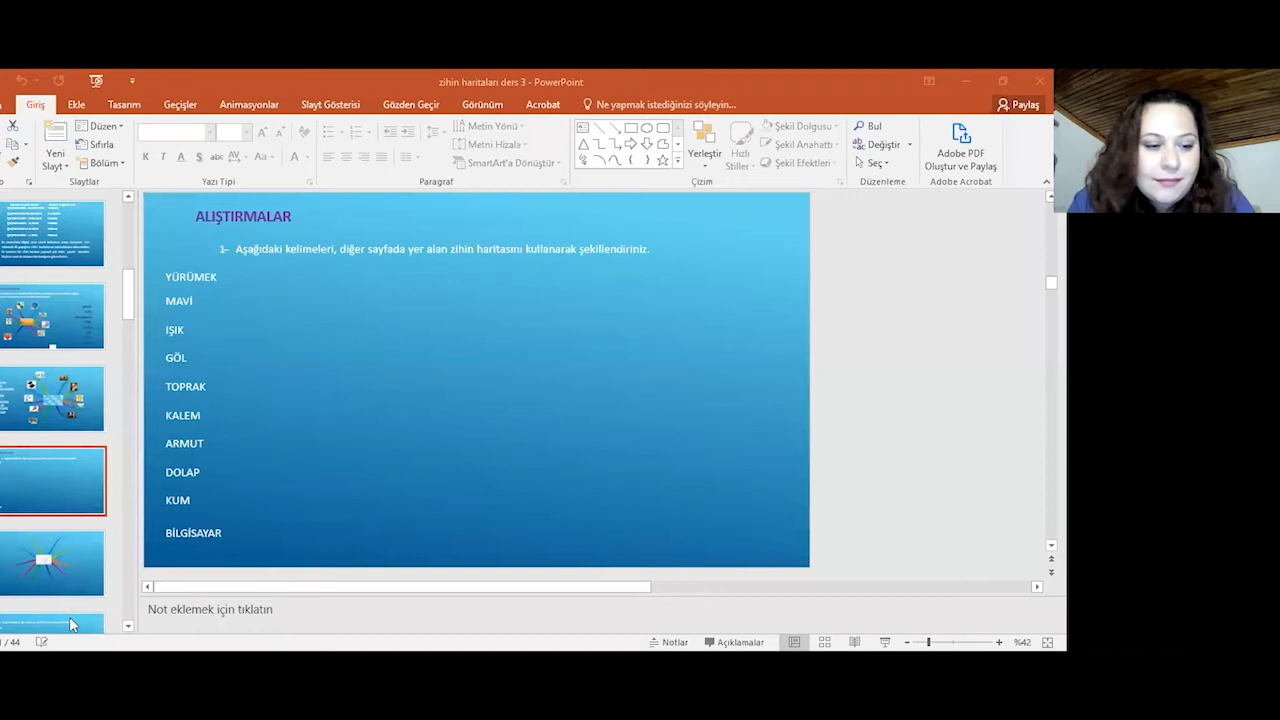 zihin haritaları ders 3 - PowerPoint
Giriş Ekle Tasarım Geçişler Animasyonlar Slayt Gösterisi Gözden Geçir Görünüm Acrobat Ne yapmak istediğinizi söyleyin... Paylaş
Yeni Slayt
Düzen
Sıfırla
Bölüm
Slaytlar
K T A S abc AV Aa A
Yazı Tipi
Metin Yönü
Metni Hizala
SmartArt'a Dönüştür
Paragraf
Yerleştir
Hızlı Stiller
Şekil Dolgusu
Şekil Anahattı
Şekil Efektleri
Çizim
Bul
Değiştir
Seç
Düzenleme
Adobe PDF
Oluştur ve Paylaş
Adobe Acrobat
ALIŞTIRMALAR
1- Aşağıdaki kelimeleri, diğer sayfada yer alan zihin haritasını kullanarak şekillendiriniz.
YÜRÜMEK
MAVİ
IŞIK
GÖL
TOPRAK
KALEM
ARMUT
DOLAP
KUM
BİLGİSAYAR
Not eklemek için tıklatın
/ 44
Notlar Açıklamalar %42